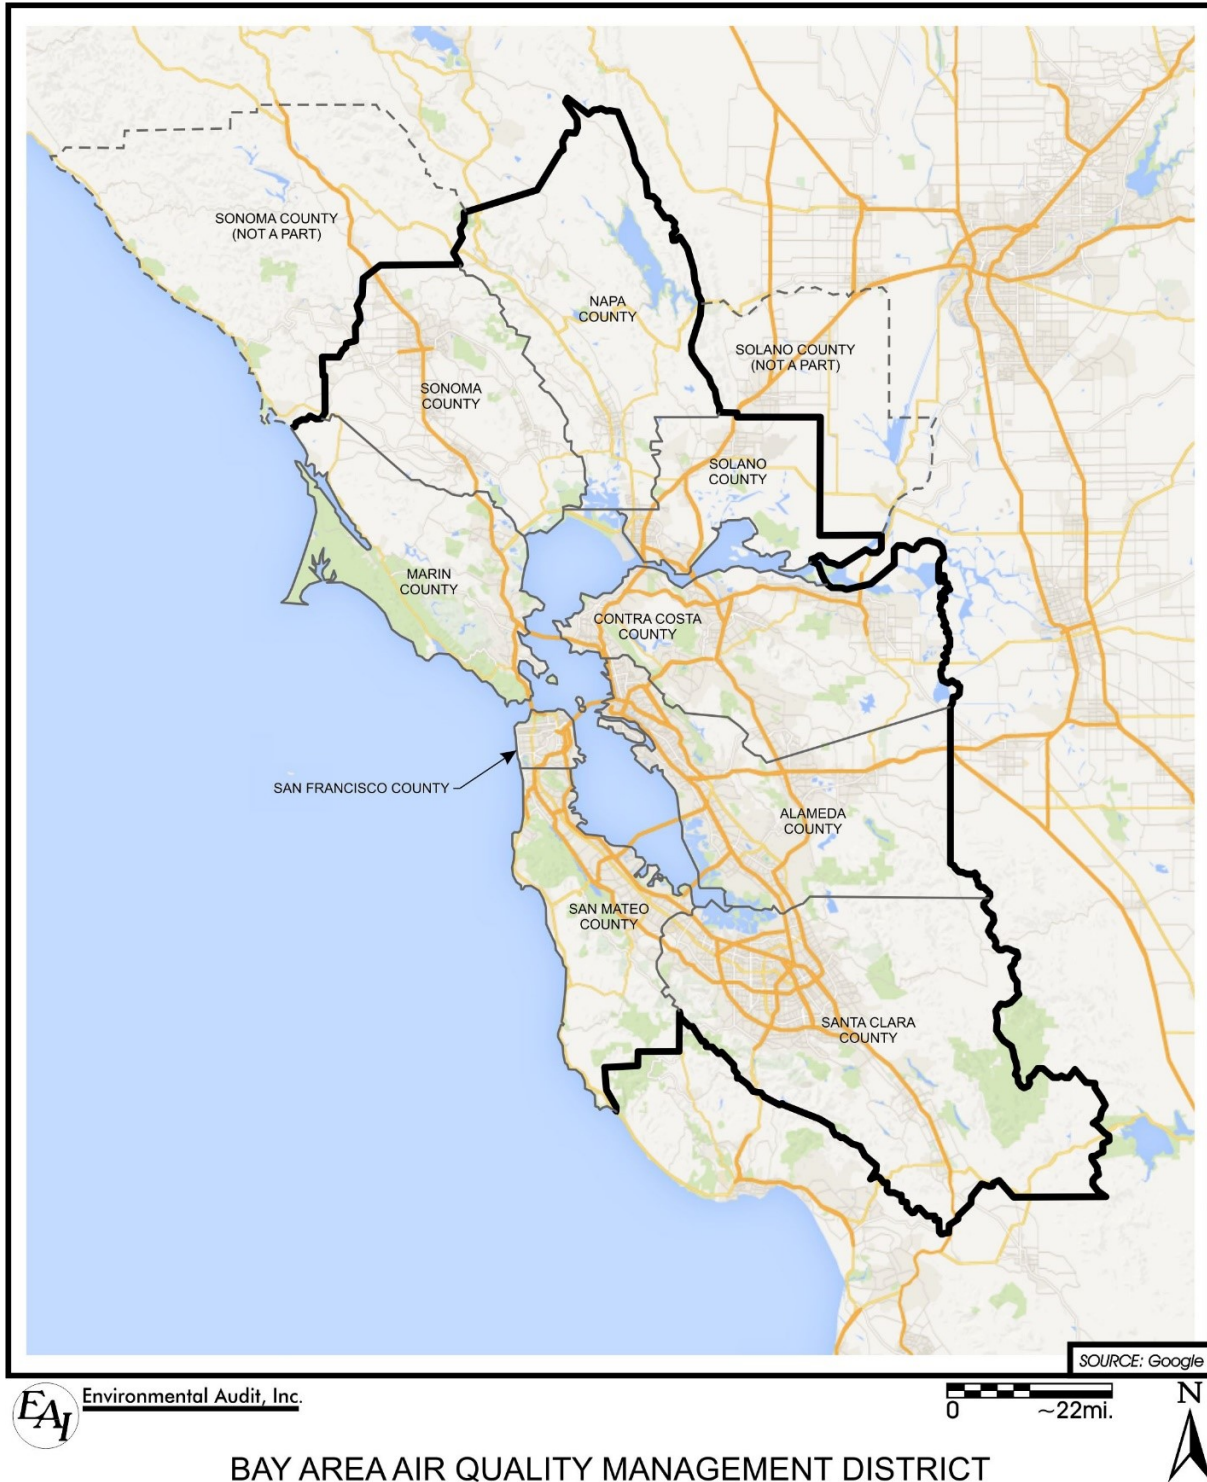 SONOMA COUNTY
(NOT A PART)
NAPA
COUNTY
SOLANO COUNTY
(NOT A PART)
SONOMA
COUNTY
SOLANO
COUNTY
MARIN
COUNTY
CONTRA COSTA
COUNTY
SAN FRANCISCO COUNTY
ALAMEDA
COUNTY
SAN MATEO
COUNTY
SANTA CLARA
COUNTY
SOURCE: Google
EAI
Environmental Audit, Inc.
0
~22mi.
N
BAY AREA AIR QUALITY MANAGEMENT DISTRICT